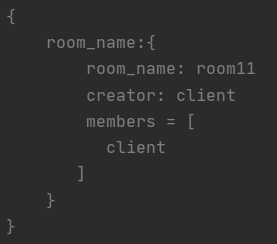 {
    room_name:{
        room_name: room11
        creator: client
        members = [
          client
       ]
    }
}